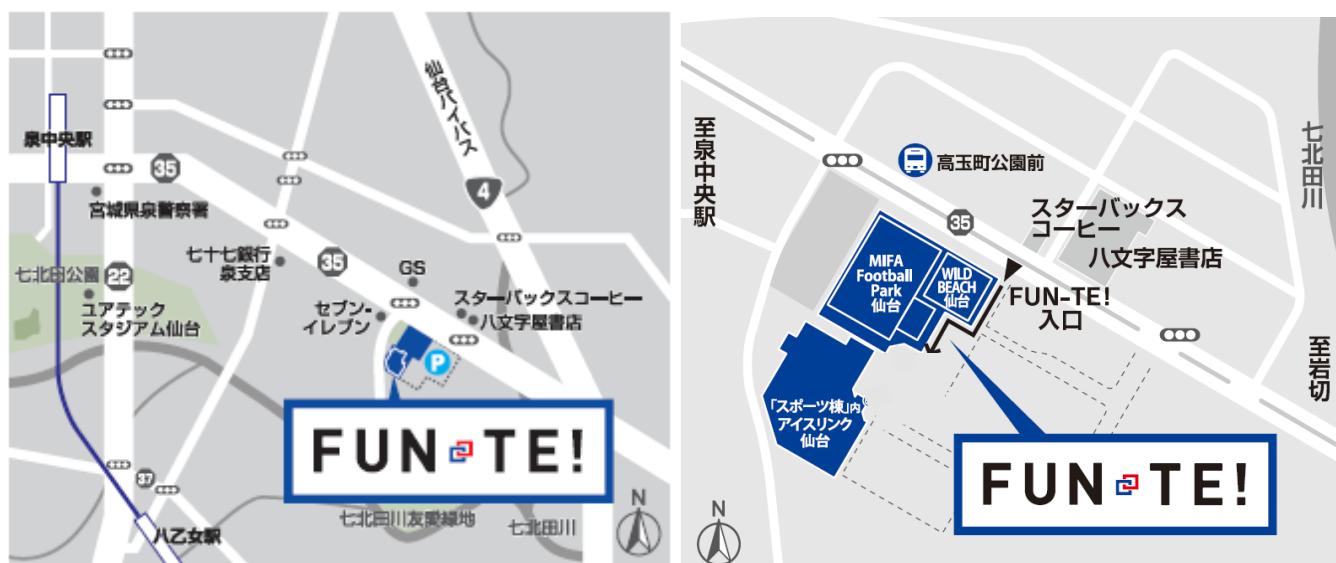 泉中央駅
35
宮城県泉警察署
仙台バイパス
4
七北田公園
22
ユアテック
スタジアム仙台
七十七銀行
泉支店
35
GS
セブン-
イレブン
スターバックスコーヒー
八文字屋書店
P
FUN TE!
37
八乙女駅
七北田川友愛緑地
七北田川
N
至泉中央駅
高玉町公園前
35
スターバックス
コーヒー
八文字屋書店
七北田川
MIFA
Football
Park
仙台
WILD
BEACH
仙台
FUN-TE!
入口
至岩切
「スポーツ棟」内
アイスリンク
仙台
FUN TE!
N